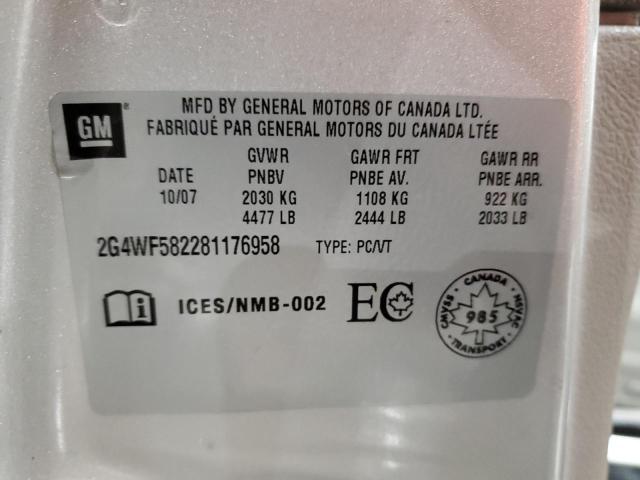 GM ®
MFD BY GENERAL MOTORS OF CANADA LTD.
FABRIQUÉ PAR GENERAL MOTORS DU CANADA LTÉE
GVWR GAWR FRT GAWR RR
DATE PNBV PNBE AV. PNBE ARR.
10/07 2030 KG 1108 KG 922 KG
4477 LB 2444 LB 2033 LB
2G4WF582281176958 TYPE: PC/VT
i ICES/NMB-002 EC
CANADA
CMVSS 985 NSVAC
TRANSPORT